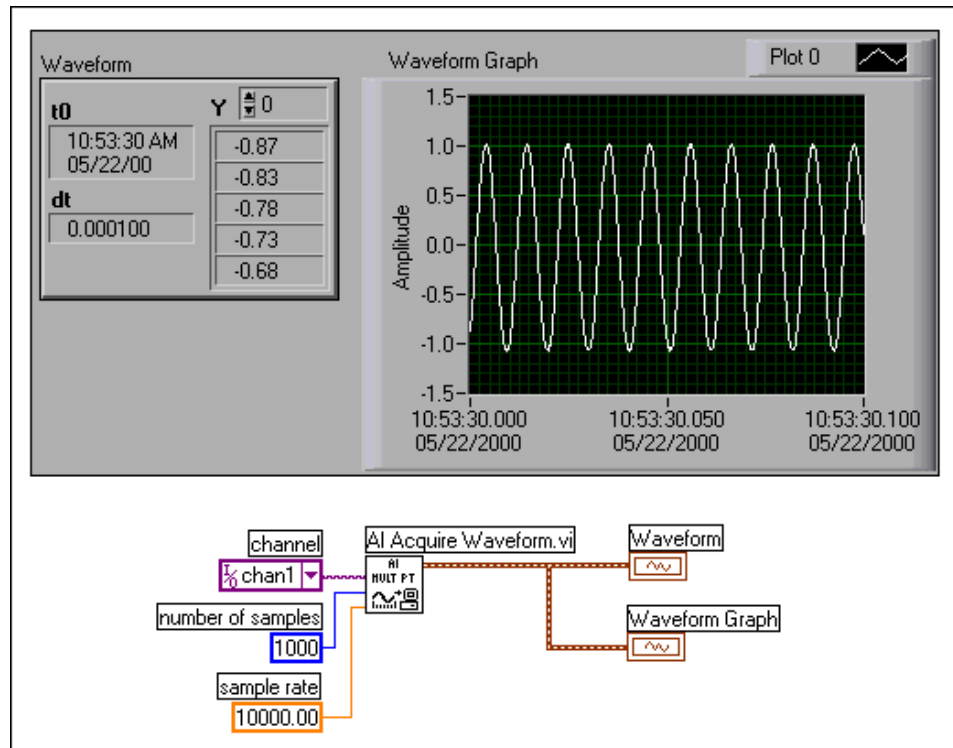 Waveform
t0
10:53:30 AM
05/22/00
dt
0.000100
Y 0
-0.87
-0.83
-0.78
-0.73
-0.68
Waveform Graph
Plot 0
Amplitude
1.5
1.0
0.5
0.0
-0.5
-1.0
-1.5
10:53:30.000 10:53:30.050 10:53:30.100
05/22/2000 05/22/2000 05/22/2000
channel
I/O chan1
number of samples
1000
sample rate
10000.00
AI Acquire Waveform.vi
AI
MULT PT
Waveform
Waveform Graph